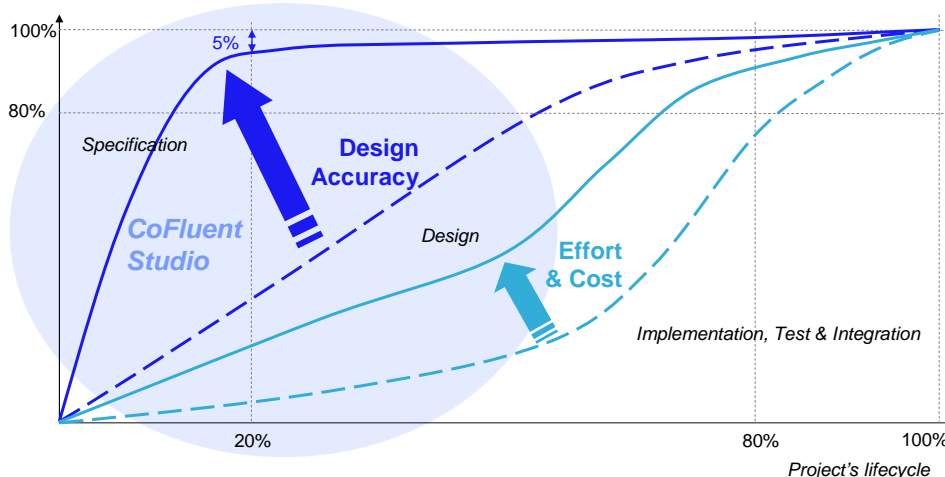 100%
5%
80%
Specification
Design
Accuracy
CoFluent
Studio
Design
Effort
& Cost
Implementation, Test & Integration
20%
80%
100%
Project's lifecycle